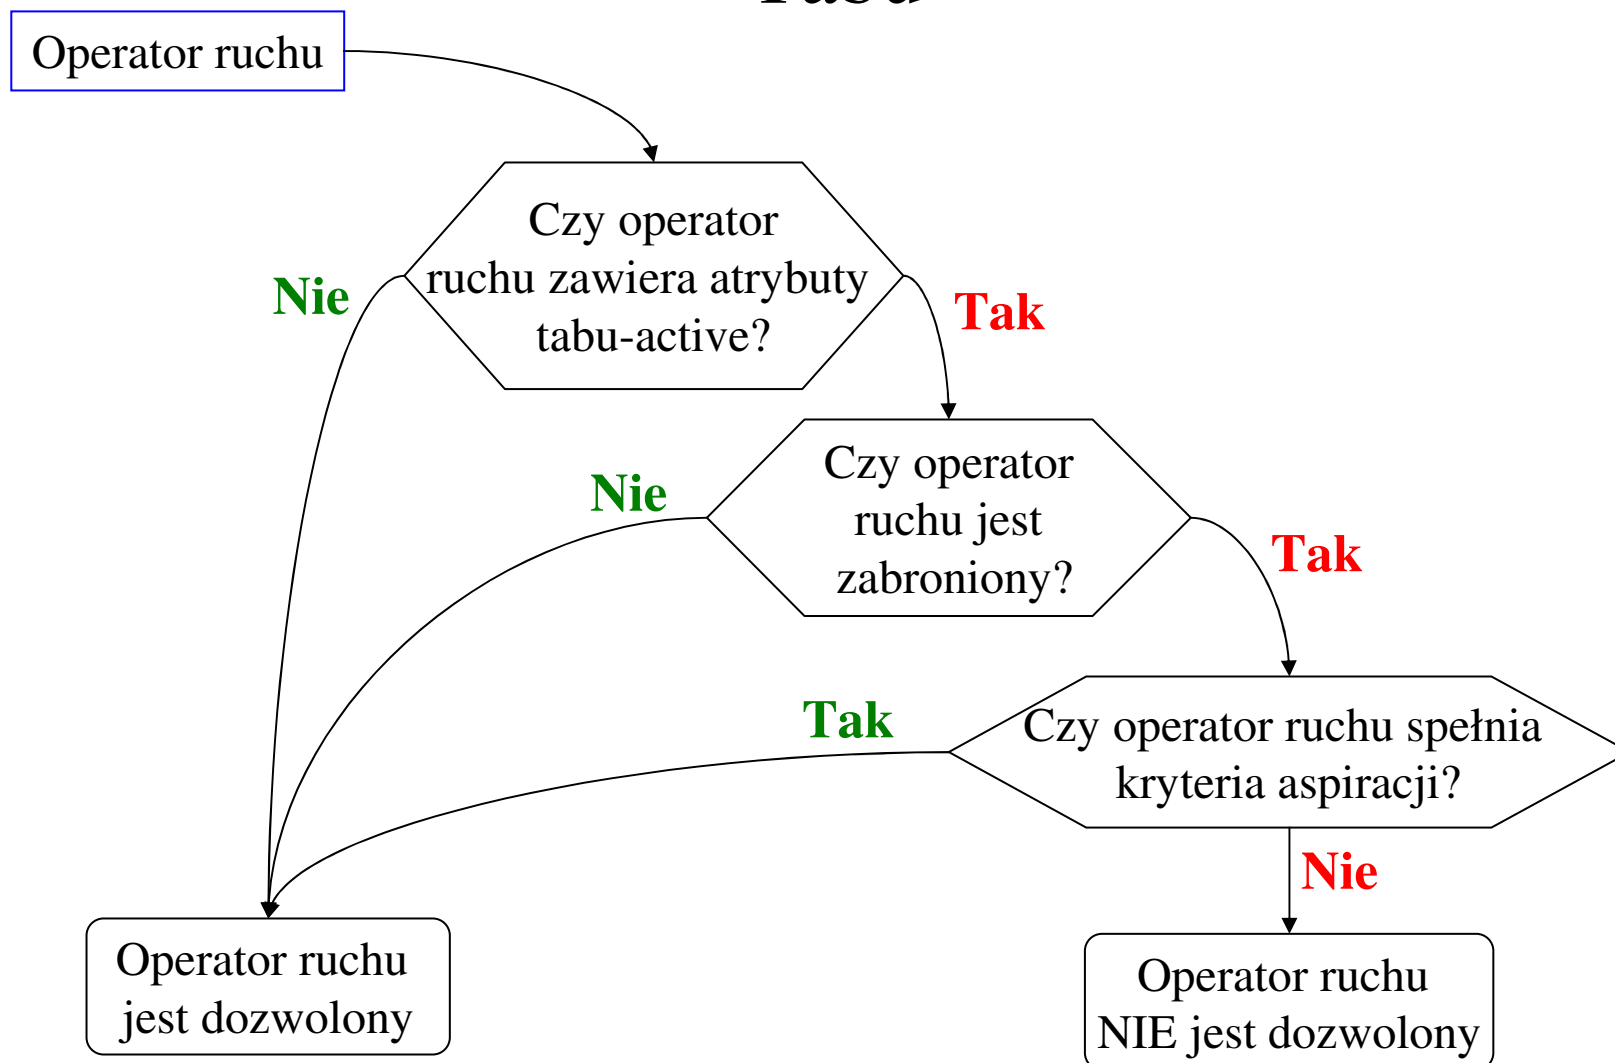 Tabu
Operator ruchu
Czy operator
ruchu zawiera atrybuty
tabu-active?
Nie
Tak
Czy operator
ruchu jest
zabroniony?
Nie
Tak
Czy operator ruchu spełnia
kryteria aspiracji?
Tak
Nie
Operator ruchu
jest dozwolony
Operator ruchu
NIE jest dozwolony